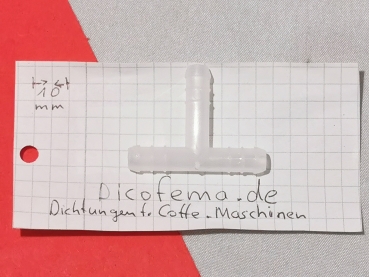 10
mm
Dicofema.de
Dichtungen f. Coffe-Maschinen